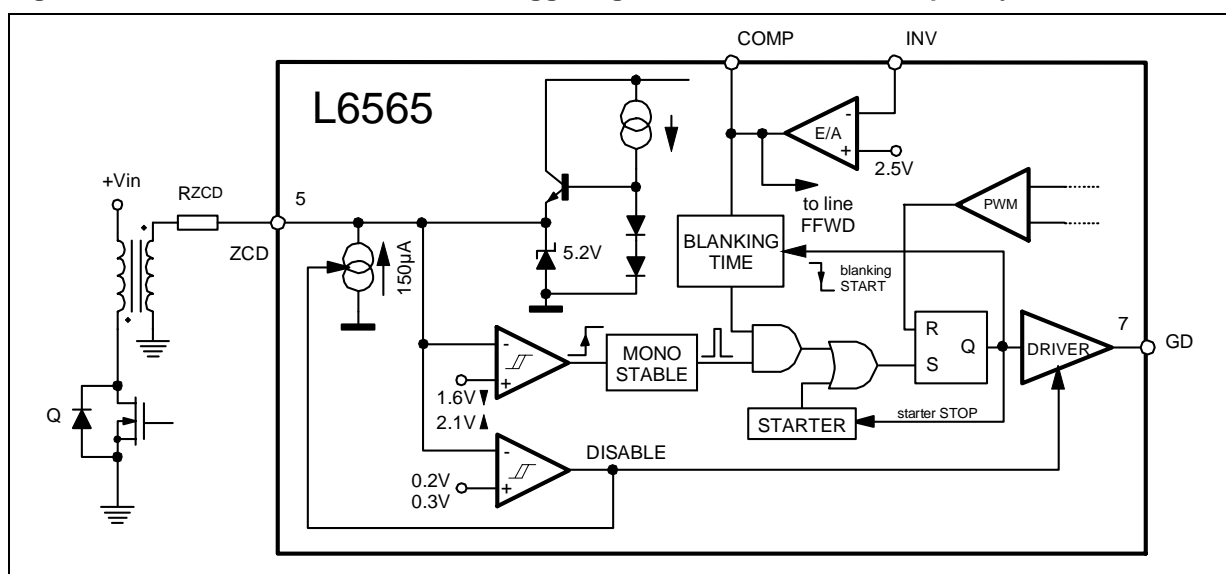 COMP
INV
L6565
E/A
-
+
2.5V
+Vin
RZCD
5
ZCD
to line
FFWD
PWM
5.2V
150µA
BLANKING
TIME
blanking
START
-
+
1.6V
2.1V
MONO
STABLE
R
S
Q
DRIVER
7
GD
Q
STARTER
starter STOP
DISABLE
-
+
0.2V
0.3V